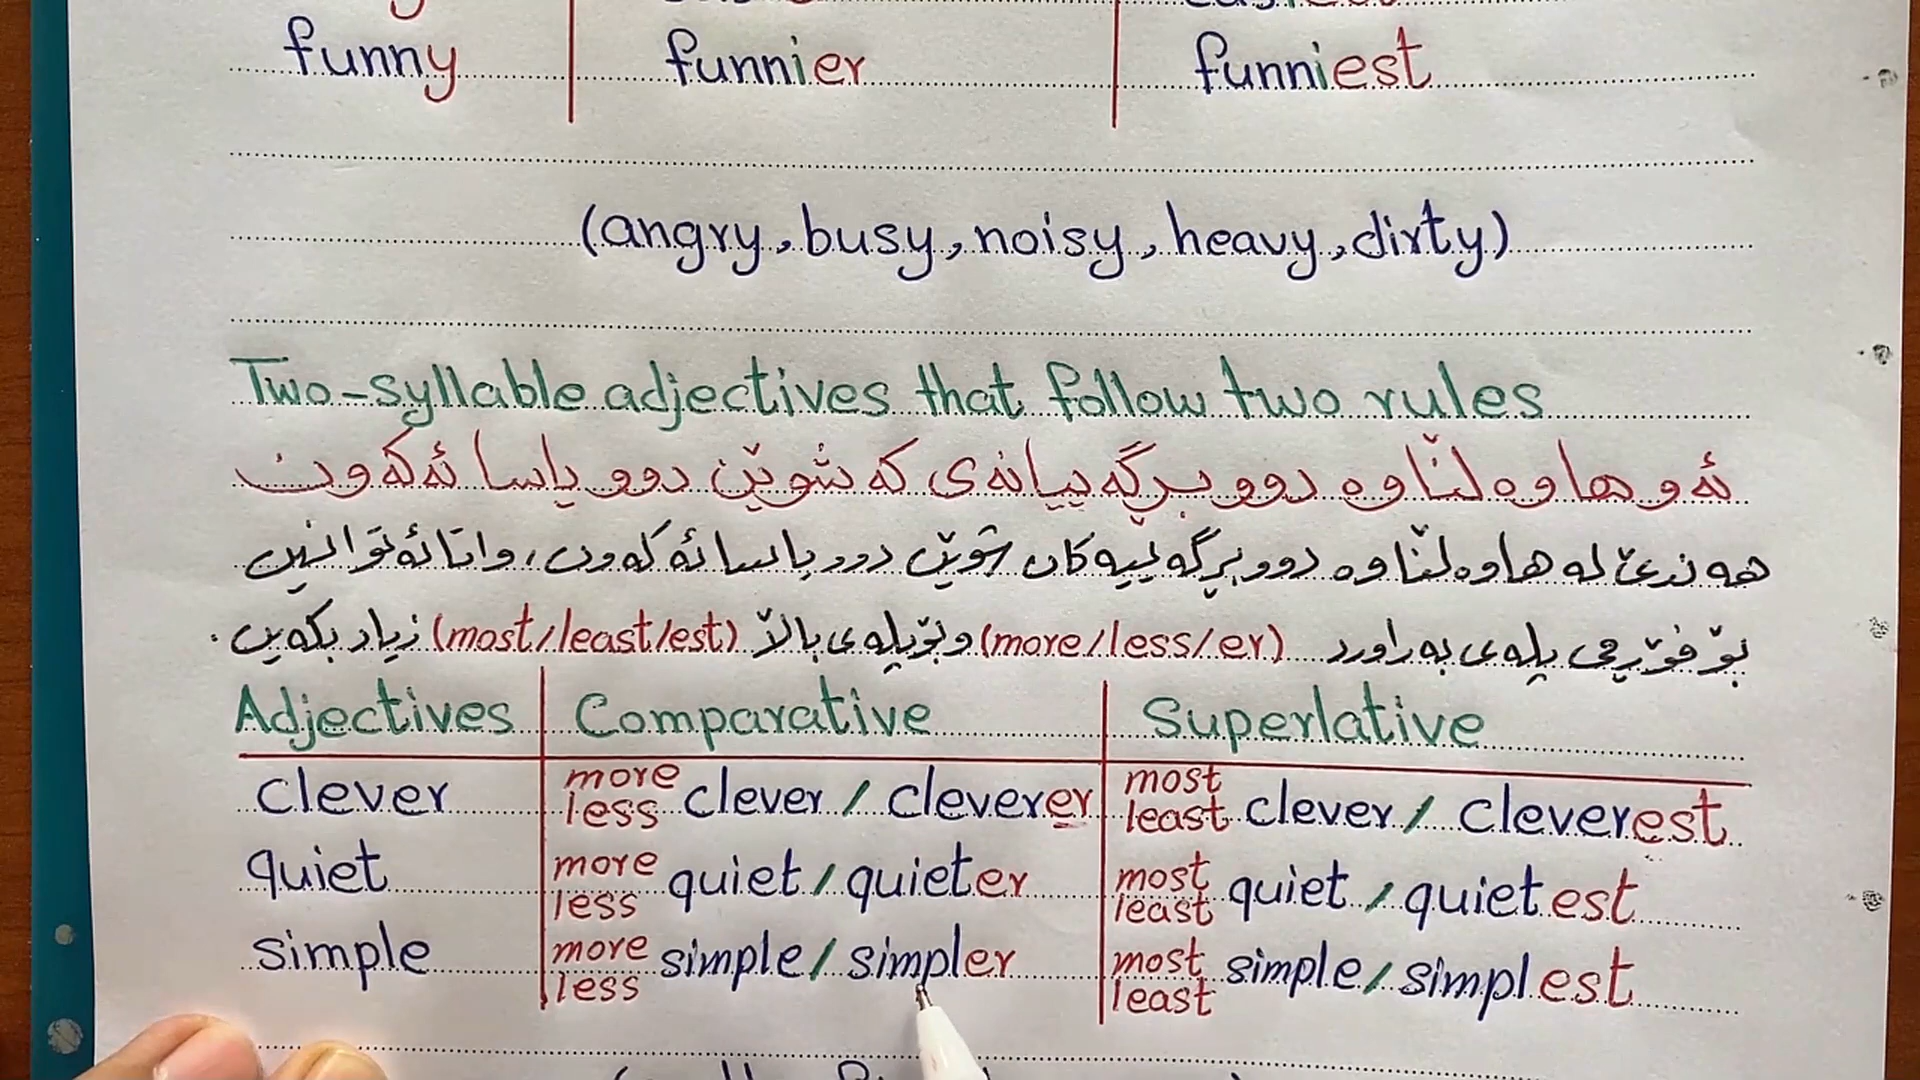 funny funnier funniest
(angry, busy, noisy, heavy, dirty)
Two-syllable adjectives that follow two rules
ئەو هاوەڵناوە دوو بڕگەییانەی کە شوێن دوو یاسا ئەکەون
هەندێ لە هاوەڵناوە دوو بڕگەییەکان شوێن دوو یاسا ئەکەون، واتا ئەتوانین
بۆ فۆڕمی پلەی بەراورد (more/less/er) و بۆ پلەی باڵا (most/least/est) زیاد بکەین.
Adjectives Comparative Superlative
clever more less clever / cleverer most least clever / cleverest
quiet more less quiet / quieter most least quiet / quietest
simple more less simple / simpler most least simple / simplest